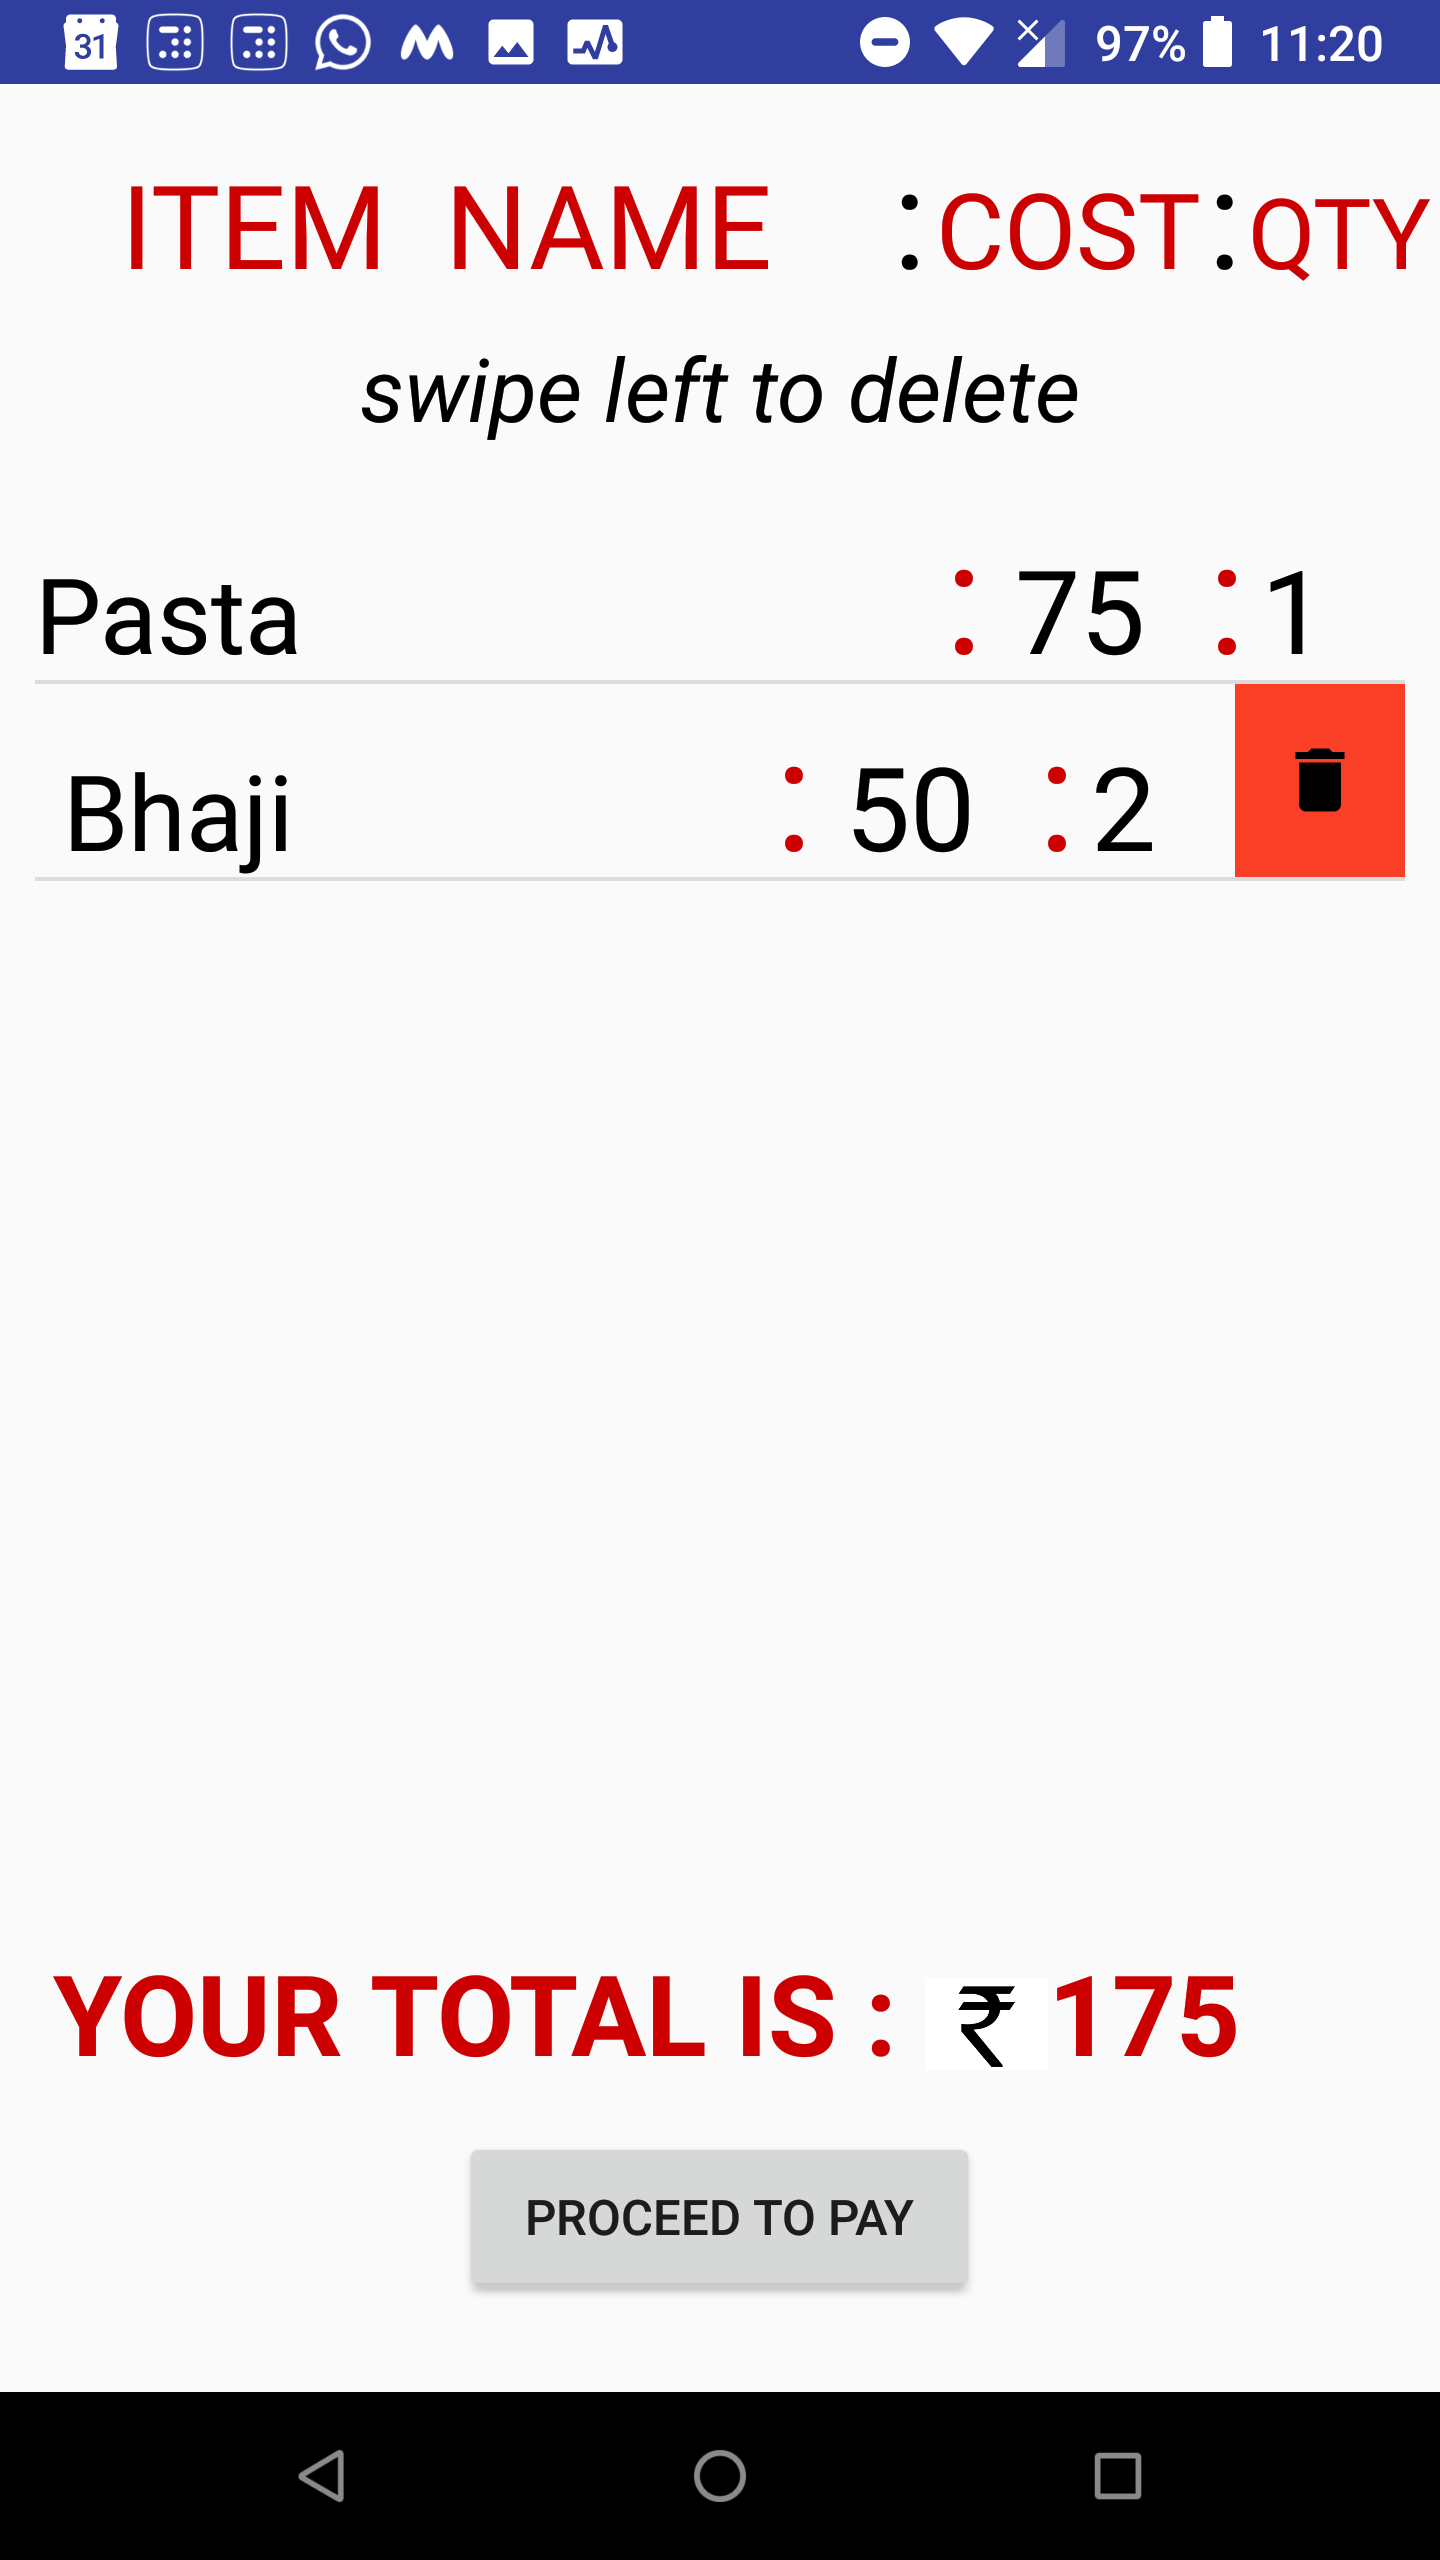 31 97% 11:20
ITEM NAME :COST:QTY
swipe left to delete
Pasta : 75 :1
Bhaji : 50 :2
YOUR TOTAL IS : ₹175
PROCEED TO PAY